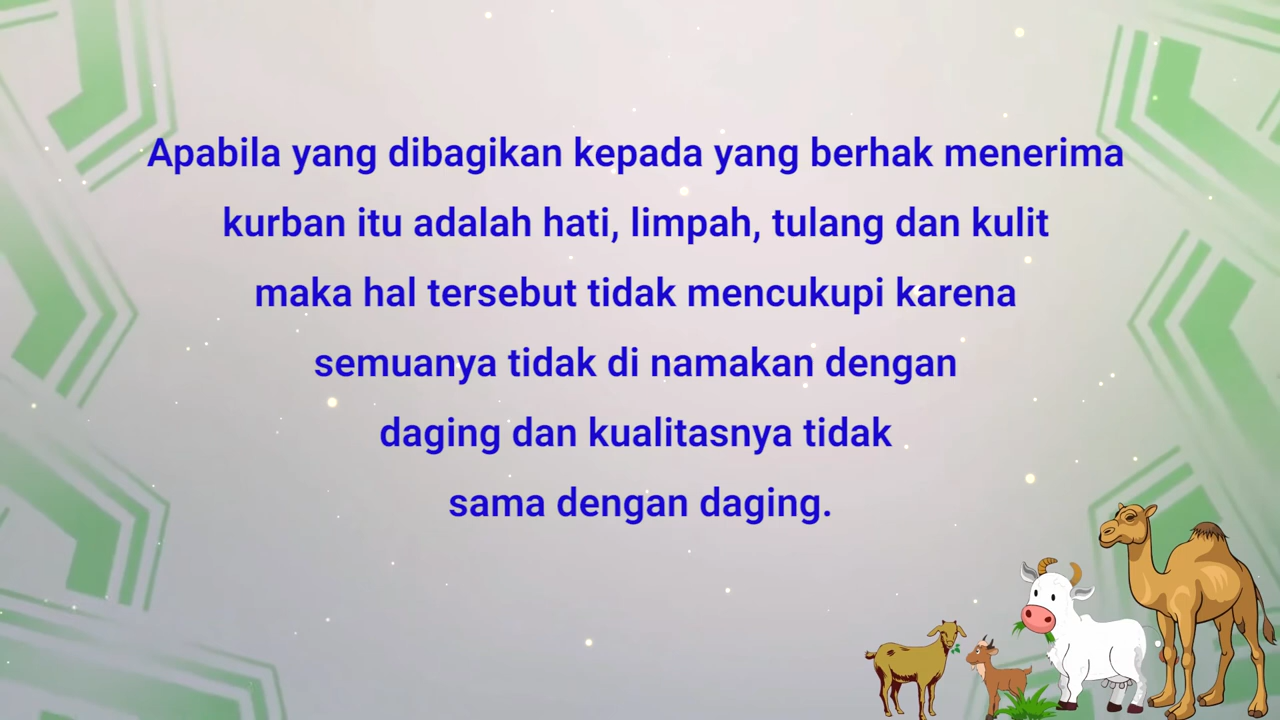 Apabila yang dibagikan kepada yang berhak menerima
kurban itu adalah hati, limpah, tulang dan kulit
maka hal tersebut tidak mencukupi karena
semuanya tidak di namakan dengan
daging dan kualitasnya tidak
sama dengan daging.